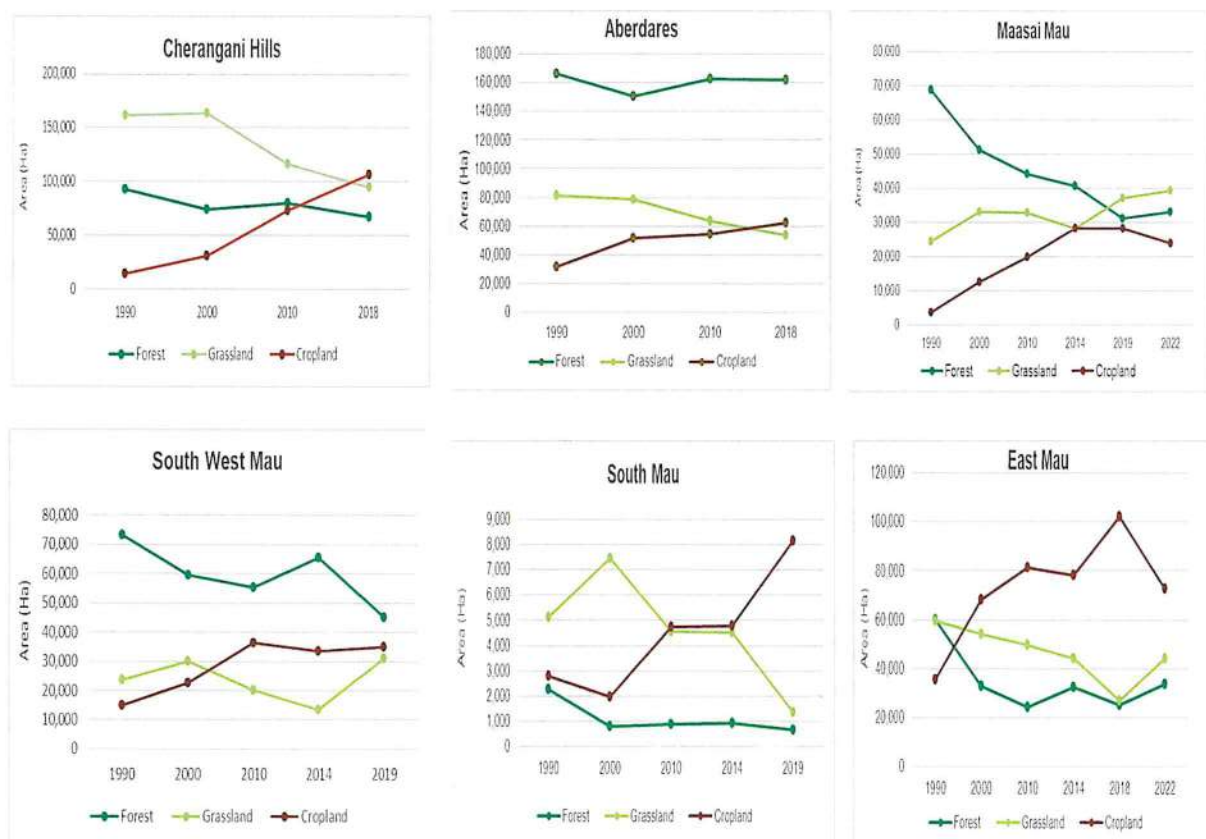 Cherangani Hills
Area (Ha)
200,000
150,000
100,000
50,000
0
1990 2000 2010 2018
Forest Grassland Cropland
Aberdares
Area (Ha)
180,000
160,000
140,000
120,000
100,000
80,000
60,000
40,000
20,000
0
1990 2000 2010 2018
Forest Grassland Cropland
Maasai Mau
Area (Ha)
80,000
70,000
60,000
50,000
40,000
30,000
20,000
10,000
0
1990 2000 2010 2014 2019 2022
Forest Grassland Cropland
South West Mau
Area (Ha)
80,000
70,000
60,000
50,000
40,000
30,000
20,000
10,000
0
1990 2000 2010 2014 2019
Forest Grassland Cropland
South Mau
Area (Ha)
9,000
8,000
7,000
6,000
5,000
4,000
3,000
2,000
1,000
0
1990 2000 2010 2014 2019
Forest Grassland Cropland
East Mau
Area (Ha)
120,000
100,000
80,000
60,000
40,000
20,000
0
1990 2000 2010 2014 2018 2022
Forest Grassland Cropland